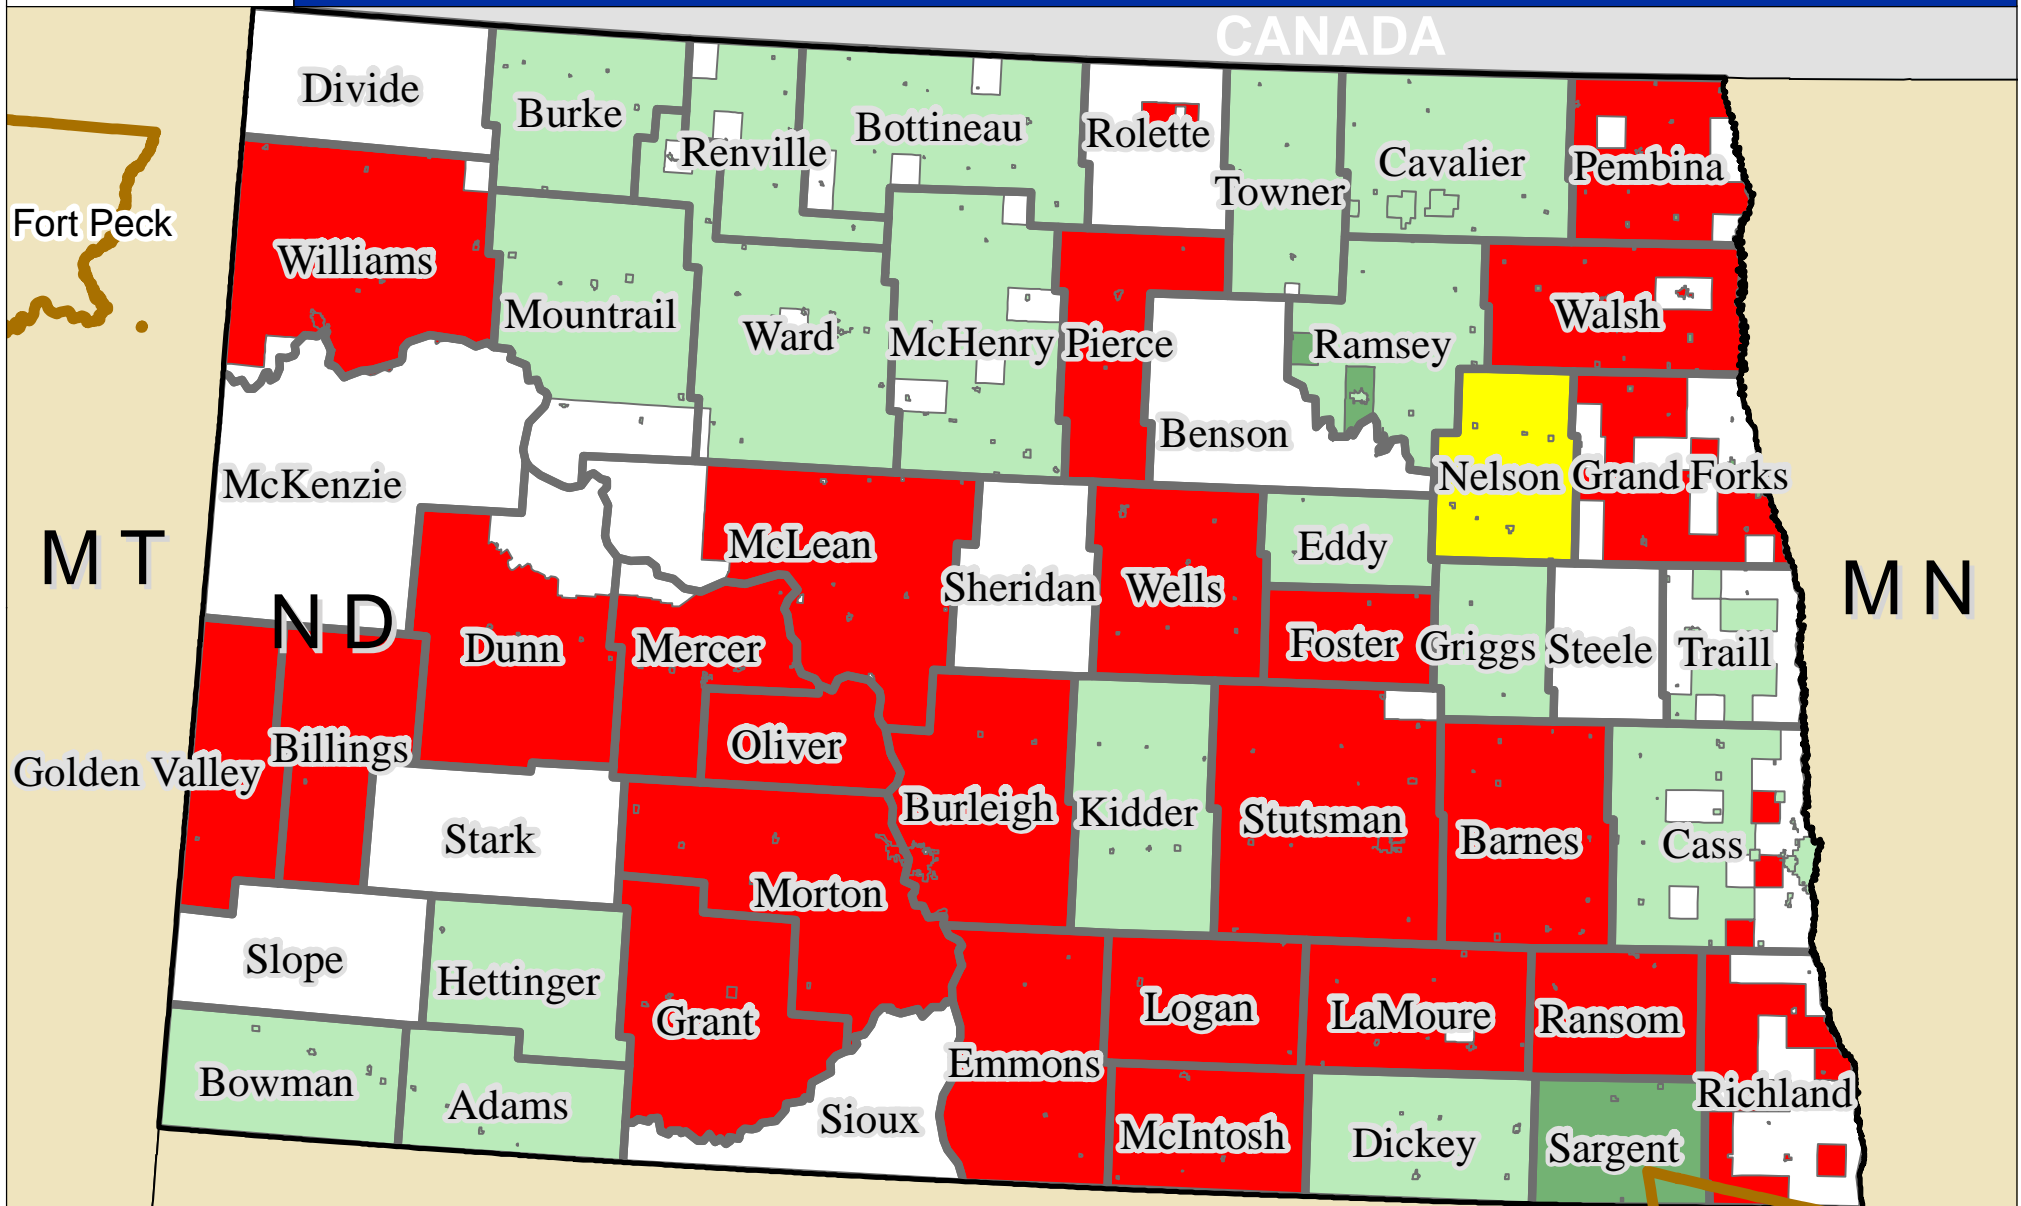 CANADA
Divide
Burke
Renville
Bottineau
Rolette
Towner
Cavalier
Pembina
Fort Peck
Williams
Mountrail
Ward
McHenry
Pierce
Ramsey
Walsh
Benson
McKenzie
Nelson
Grand Forks
MT
McLean
Sheridan
Wells
Eddy
MN
ND
Dunn
Mercer
Foster
Griggs
Steele
Traill
Golden Valley
Billings
Oliver
Burleigh
Kidder
Stutsman
Barnes
Cass
Stark
Morton
Slope
Hettinger
Grant
Logan
LaMoure
Ransom
Emmons
Richland
Bowman
Adams
Sioux
McIntosh
Dickey
Sargent